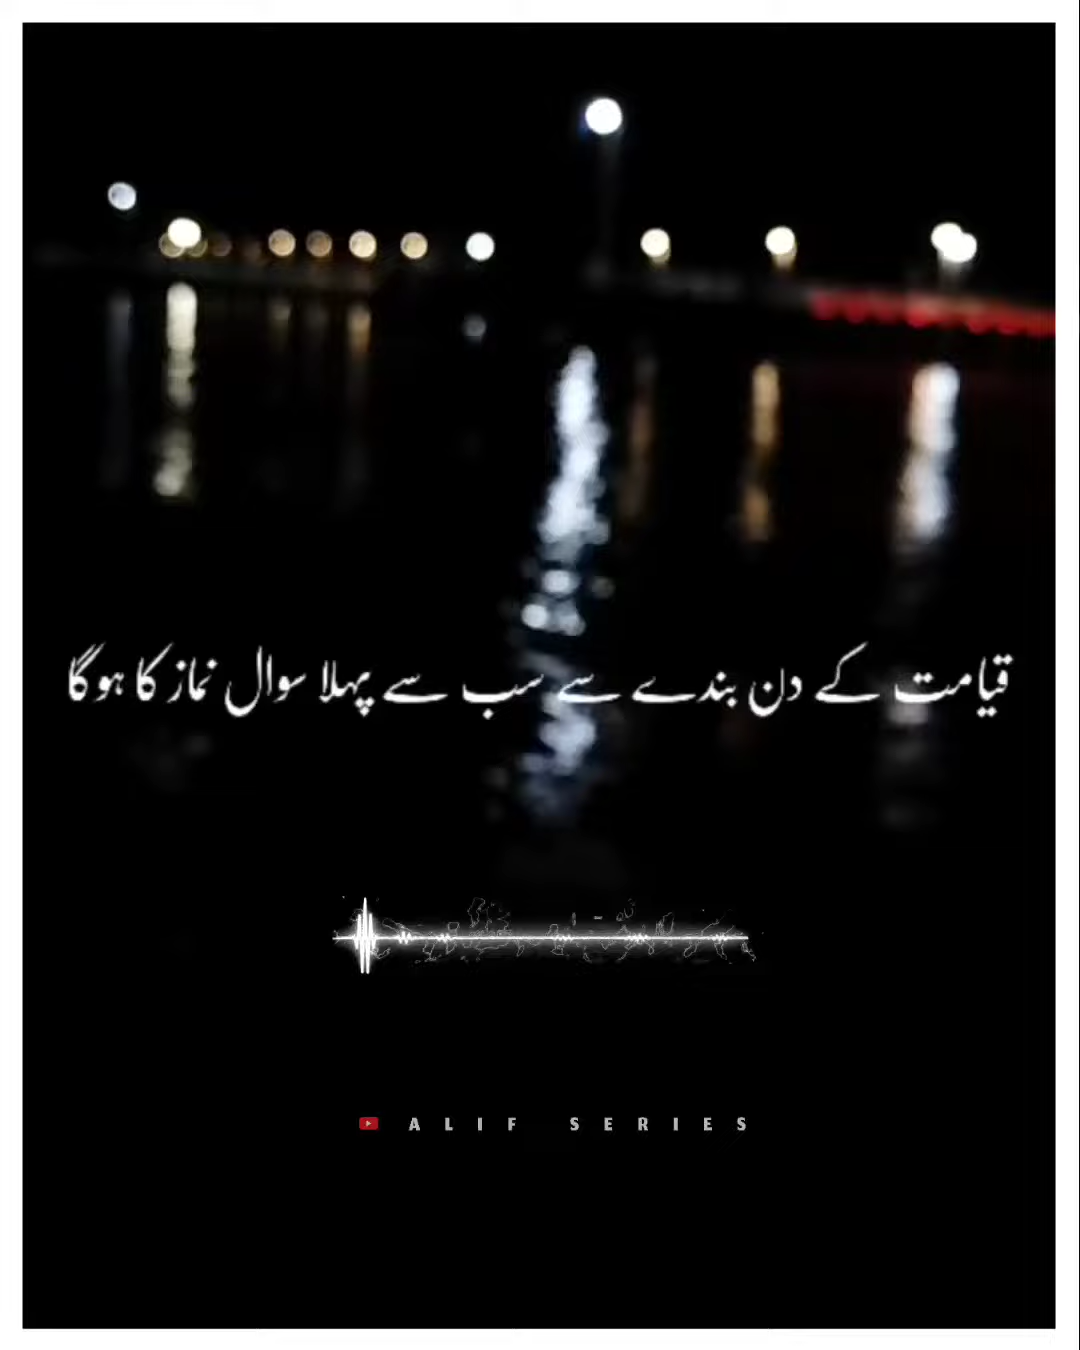 قیامت کے دن بندے سے سب سے پہلا سوال نماز کا ہوگا
ALIF SERIES